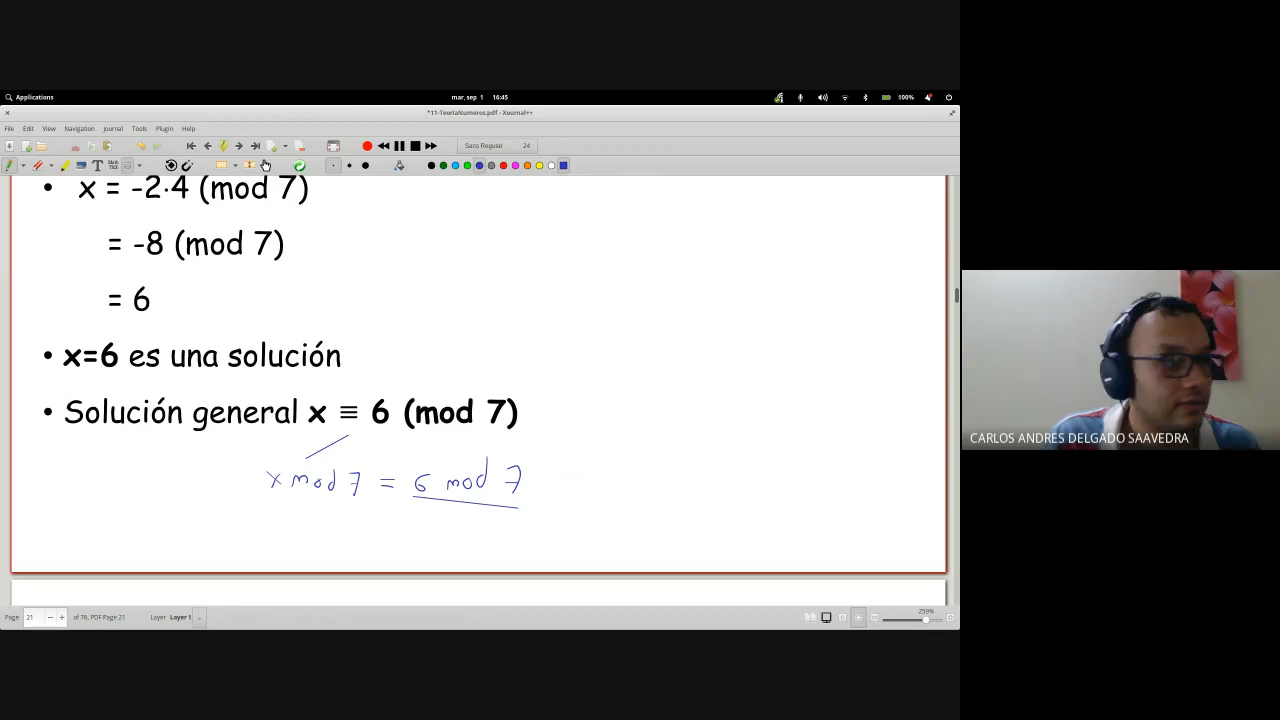 Applications
mar, sep 1 16:45
100%
*11-TeoriaNumeros.pdf - Xournal++
File Edit View Navigation Journal Tools Plugin Help
Sans Regular 24
• x = -2·4 (mod 7)
= -8 (mod 7)
= 6
• x=6 es una solución
• Solución general x ≡ 6 (mod 7)
x mod 7 = 6 mod 7
CARLOS ANDRES DELGADO SAAVEDRA
Page 21 of 76, PDF Page 21 Layer Layer 1
259%